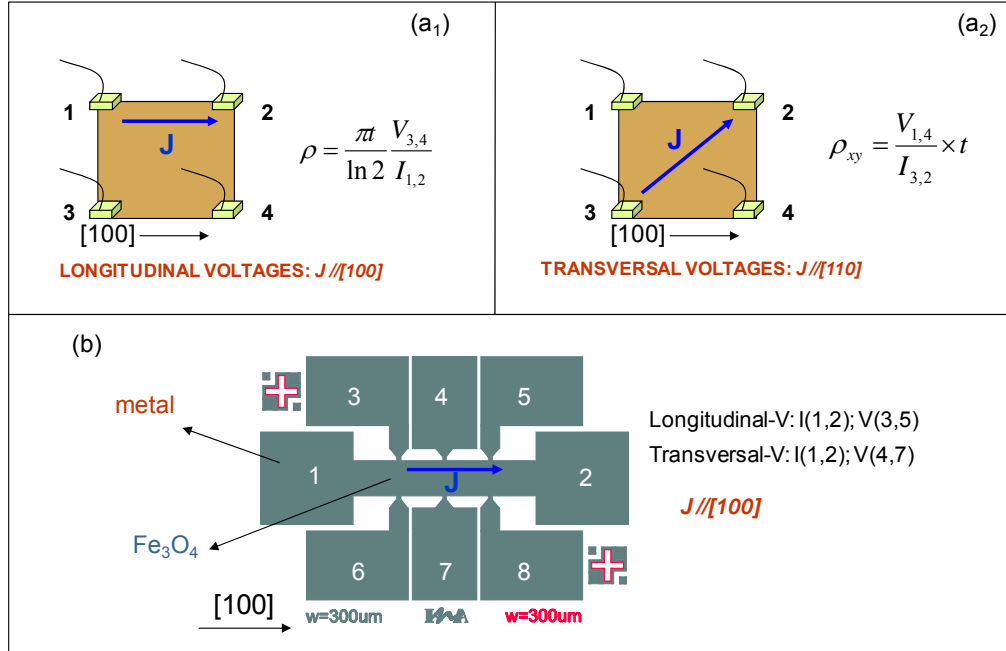 (a₁)
1
2
J
3
4
[100]
ρ = πt/ln 2 V₃,₄/I₁,₂
LONGITUDINAL VOLTAGES: J//[100]
(a₂)
1
2
J
3
4
[100]
ρxy = V₁,₄/I₃,₂ × t
TRANSVERSAL VOLTAGES: J//[110]
(b)
metal
Fe₃O₄
[100]
3
4
5
1
J
2
6
7
8
w=300um
w=300um
Longitudinal-V: I(1,2); V(3,5)
Transversal-V: I(1,2); V(4,7)
J//[100]